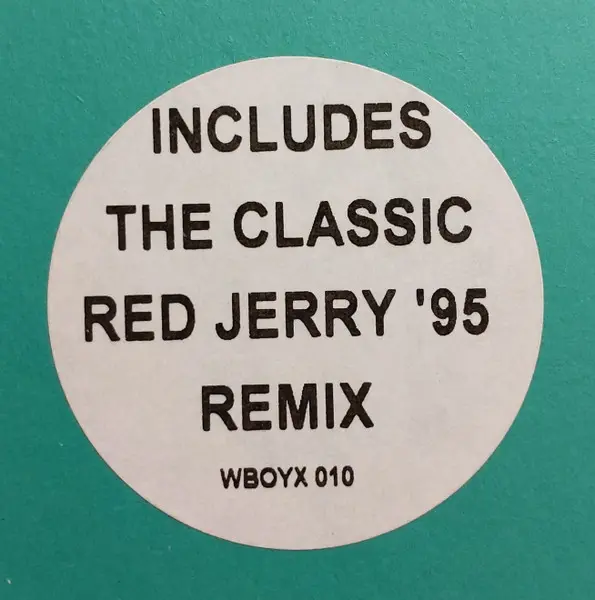 INCLUDES
THE CLASSIC
RED JERRY '95
REMIX
WBOYX 010